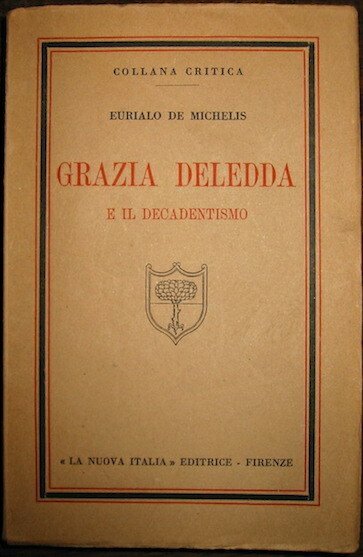 COLLANA CRITICA
EURIALO DE MICHELIS
GRAZIA DELEDDA
E IL DECADENTISMO
« LA NUOVA ITALIA » EDITRICE - FIRENZE